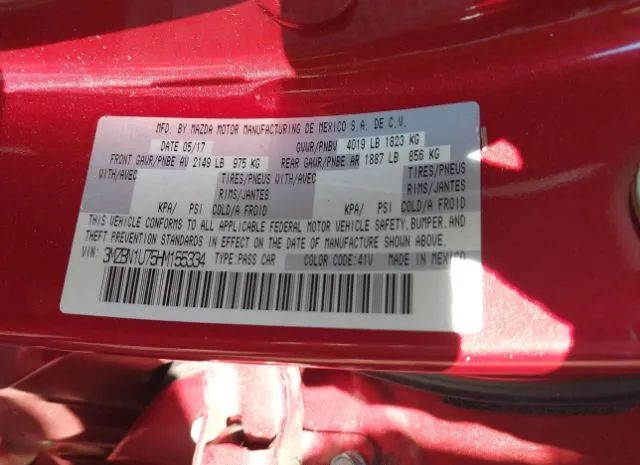 MFD. BY MAZDA MOTOR MANUFACTURING DE MEXICO S.A. DE C.V.
DATE 05/17 GVWR/PNBV 4019 LB 1823 KG
FRONT GAWR/PNBE AV 2149 LB 975 KG REAR GAWR/PNBE AR 1887 LB 856 KG
WITH/AVEC TIRES/PNEUS WITH/AVEC TIRES/PNEUS
RIMS/JANTES RIMS/JANTES
KPA/ PSI COLD/A FROID KPA/ PSI COLD/A FROID
THIS VEHICLE CONFORMS TO ALL APPLICABLE FEDERAL MOTOR VEHICLE SAFETY, BUMPER, AND
THEFT PREVENTION STANDARDS IN EFFECT ON THE DATE OF MANUFACTURE SHOWN ABOVE.
VIN: 3MZBN1U75HM155334 TYPE:PASS CAR COLOR CODE:41V MEXICO